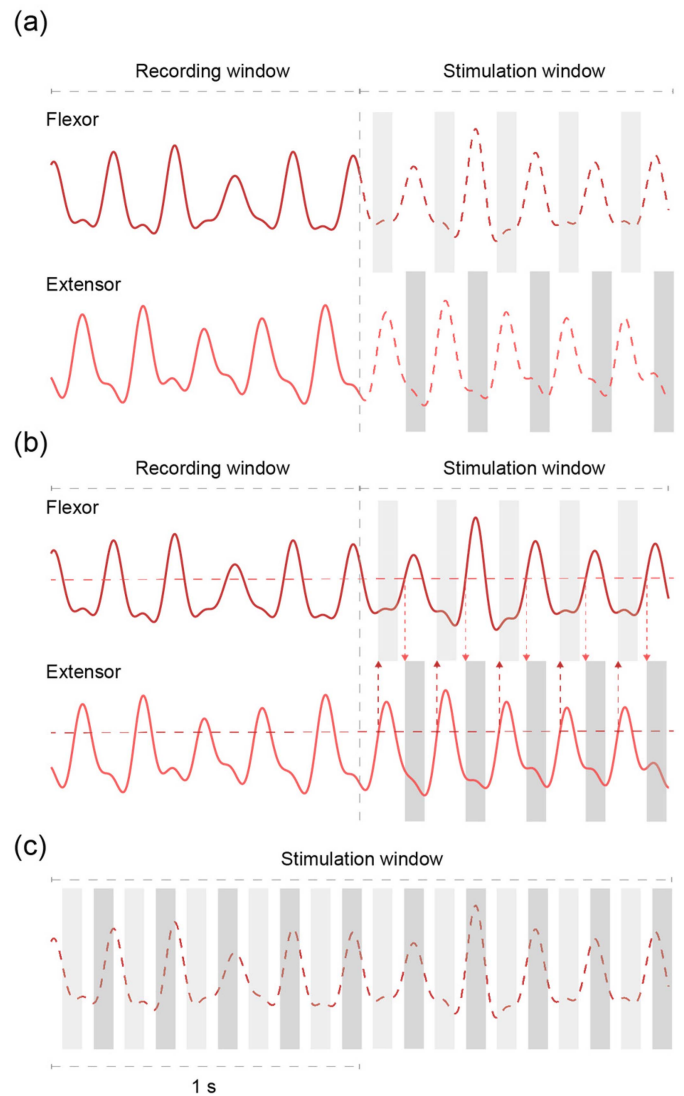 (a)
Recording window Stimulation window
Flexor
Extensor
(b)
Recording window Stimulation window
Flexor
Extensor
(c)
Stimulation window
1 s